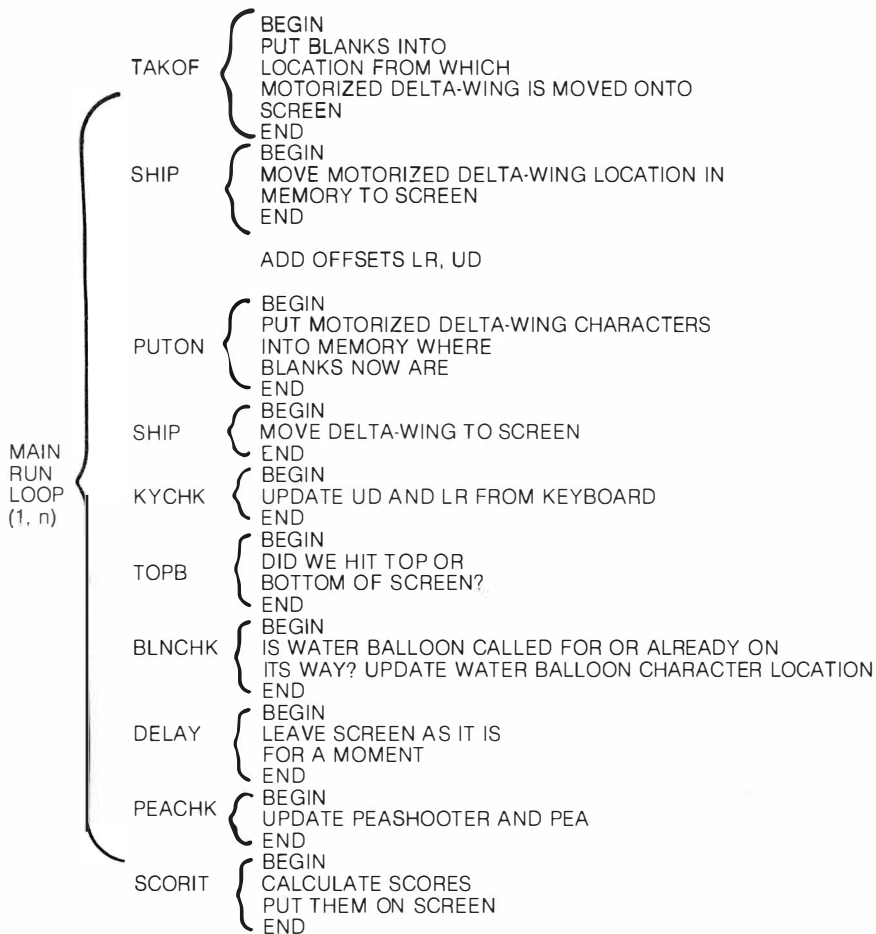 BEGIN
PUT BLANKS INTO
TAKOF
LOCATION FROM WHICH
MOTORIZED DELTA-WING IS MOVED ONTO
SCREEN
END
BEGIN
SHIP
MOVE MOTORIZED DELTA-WING LOCATION IN
MEMORY TO SCREEN
END
ADD OFFSETS LR, UD
BEGIN
PUT MOTORIZED DELTA-WING CHARACTERS
PUTON
INTO MEMORY WHERE
BLANKS NOW ARE
END
BEGIN
SHIP
MOVE DELTA-WING TO SCREEN
END
MAIN
RUN
LOOP
(1, n)
BEGIN
KYCHK
UPDATE UD AND LR FROM KEYBOARD
END
BEGIN
TOPB
DID WE HIT TOP OR
BOTTOM OF SCREEN?
END
BEGIN
BLNCHK
IS WATER BALLOON CALLED FOR OR ALREADY ON
ITS WAY? UPDATE WATER BALLOON CHARACTER LOCATION
END
BEGIN
DELAY
LEAVE SCREEN AS IT IS
FOR A MOMENT
END
BEGIN
PEACHK
UPDATE PEASHOOTER AND PEA
END
BEGIN
SCORIT
CALCULATE SCORES
PUT THEM ON SCREEN
END